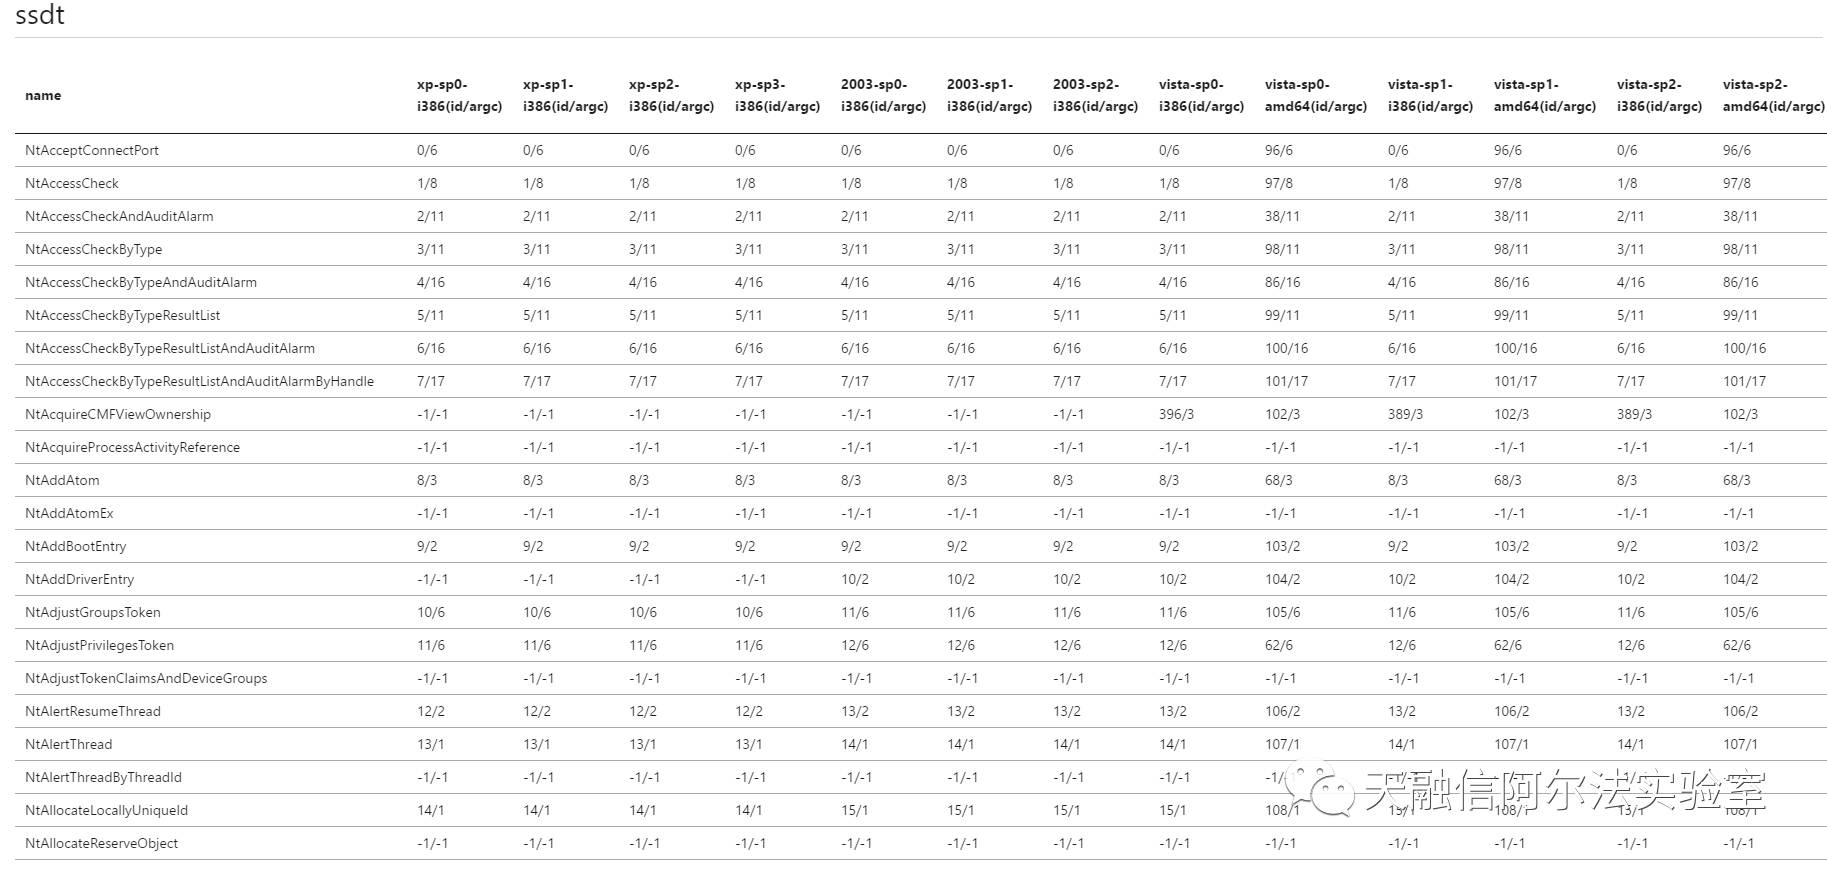 ssdt
name xp-sp0-i386(id/argc) xp-sp1-i386(id/argc) xp-sp2-i386(id/argc) xp-sp3-i386(id/argc) 2003-sp0-i386(id/argc) 2003-sp1-i386(id/argc) 2003-sp2-i386(id/argc) vista-sp0-i386(id/argc) vista-sp0-amd64(id/argc) vista-sp1-i386(id/argc) vista-sp1-amd64(id/argc) vista-sp2-i386(id/argc) vista-sp2-amd64(id/argc)
NtAcceptConnectPort 0/6 0/6 0/6 0/6 0/6 0/6 0/6 0/6 96/6 0/6 96/6 0/6 96/6
NtAccessCheck 1/8 1/8 1/8 1/8 1/8 1/8 1/8 1/8 97/8 1/8 97/8 1/8 97/8
NtAccessCheckAndAuditAlarm 2/11 2/11 2/11 2/11 2/11 2/11 2/11 2/11 38/11 2/11 38/11 2/11 38/11
NtAccessCheckByType 3/11 3/11 3/11 3/11 3/11 3/11 3/11 3/11 98/11 3/11 98/11 3/11 98/11
NtAccessCheckByTypeAndAuditAlarm 4/16 4/16 4/16 4/16 4/16 4/16 4/16 4/16 86/16 4/16 86/16 4/16 86/16
NtAccessCheckByTypeResultList 5/11 5/11 5/11 5/11 5/11 5/11 5/11 5/11 99/11 5/11 99/11 5/11 99/11
NtAccessCheckByTypeResultListAndAuditAlarm 6/16 6/16 6/16 6/16 6/16 6/16 6/16 6/16 100/16 6/16 100/16 6/16 100/16
NtAccessCheckByTypeResultListAndAuditAlarmByHandle 7/17 7/17 7/17 7/17 7/17 7/17 7/17 7/17 101/17 7/17 101/17 7/17 101/17
NtAcquireCMFViewOwnership -1/-1 -1/-1 -1/-1 -1/-1 -1/-1 -1/-1 -1/-1 396/3 102/3 389/3 102/3 389/3 102/3
NtAcquireProcessActivityReference -1/-1 -1/-1 -1/-1 -1/-1 -1/-1 -1/-1 -1/-1 -1/-1 -1/-1 -1/-1 -1/-1 -1/-1 -1/-1
NtAddAtom 8/3 8/3 8/3 8/3 8/3 8/3 8/3 8/3 68/3 8/3 68/3 8/3 68/3
NtAddAtomEx -1/-1 -1/-1 -1/-1 -1/-1 -1/-1 -1/-1 -1/-1 -1/-1 -1/-1 -1/-1 -1/-1 -1/-1 -1/-1
NtAddBootEntry 9/2 9/2 9/2 9/2 9/2 9/2 9/2 9/2 103/2 9/2 103/2 9/2 103/2
NtAddDriverEntry -1/-1 -1/-1 -1/-1 -1/-1 10/2 10/2 10/2 10/2 104/2 10/2 104/2 10/2 104/2
NtAdjustGroupsToken 10/6 10/6 10/6 10/6 11/6 11/6 11/6 11/6 105/6 11/6 105/6 11/6 105/6
NtAdjustPrivilegesToken 11/6 11/6 11/6 11/6 12/6 12/6 12/6 12/6 62/6 12/6 62/6 12/6 62/6
NtAdjustTokenClaimsAndDeviceGroups -1/-1 -1/-1 -1/-1 -1/-1 -1/-1 -1/-1 -1/-1 -1/-1 -1/-1 -1/-1 -1/-1 -1/-1 -1/-1
NtAlertResumeThread 12/2 12/2 12/2 12/2 13/2 13/2 13/2 13/2 106/2 13/2 106/2 13/2 106/2
NtAlertThread 13/1 13/1 13/1 13/1 14/1 14/1 14/1 14/1 107/1 14/1 107/1 14/1 107/1
NtAlertThreadByThreadId -1/-1 -1/-1 -1/-1 -1/-1 -1/-1 -1/-1 -1/-1 -1/-1
天融信阿尔法实验室
NtAllocateLocallyUniqueId 14/1 14/1 14/1 14/1 15/1 15/1 15/1 15/1 108/1 15/1 108/1
NtAllocateReserveObject -1/-1 -1/-1 -1/-1 -1/-1 -1/-1 -1/-1 -1/-1 -1/-1 -1/-1 -1/-1 -1/-1 -1/-1 -1/-1